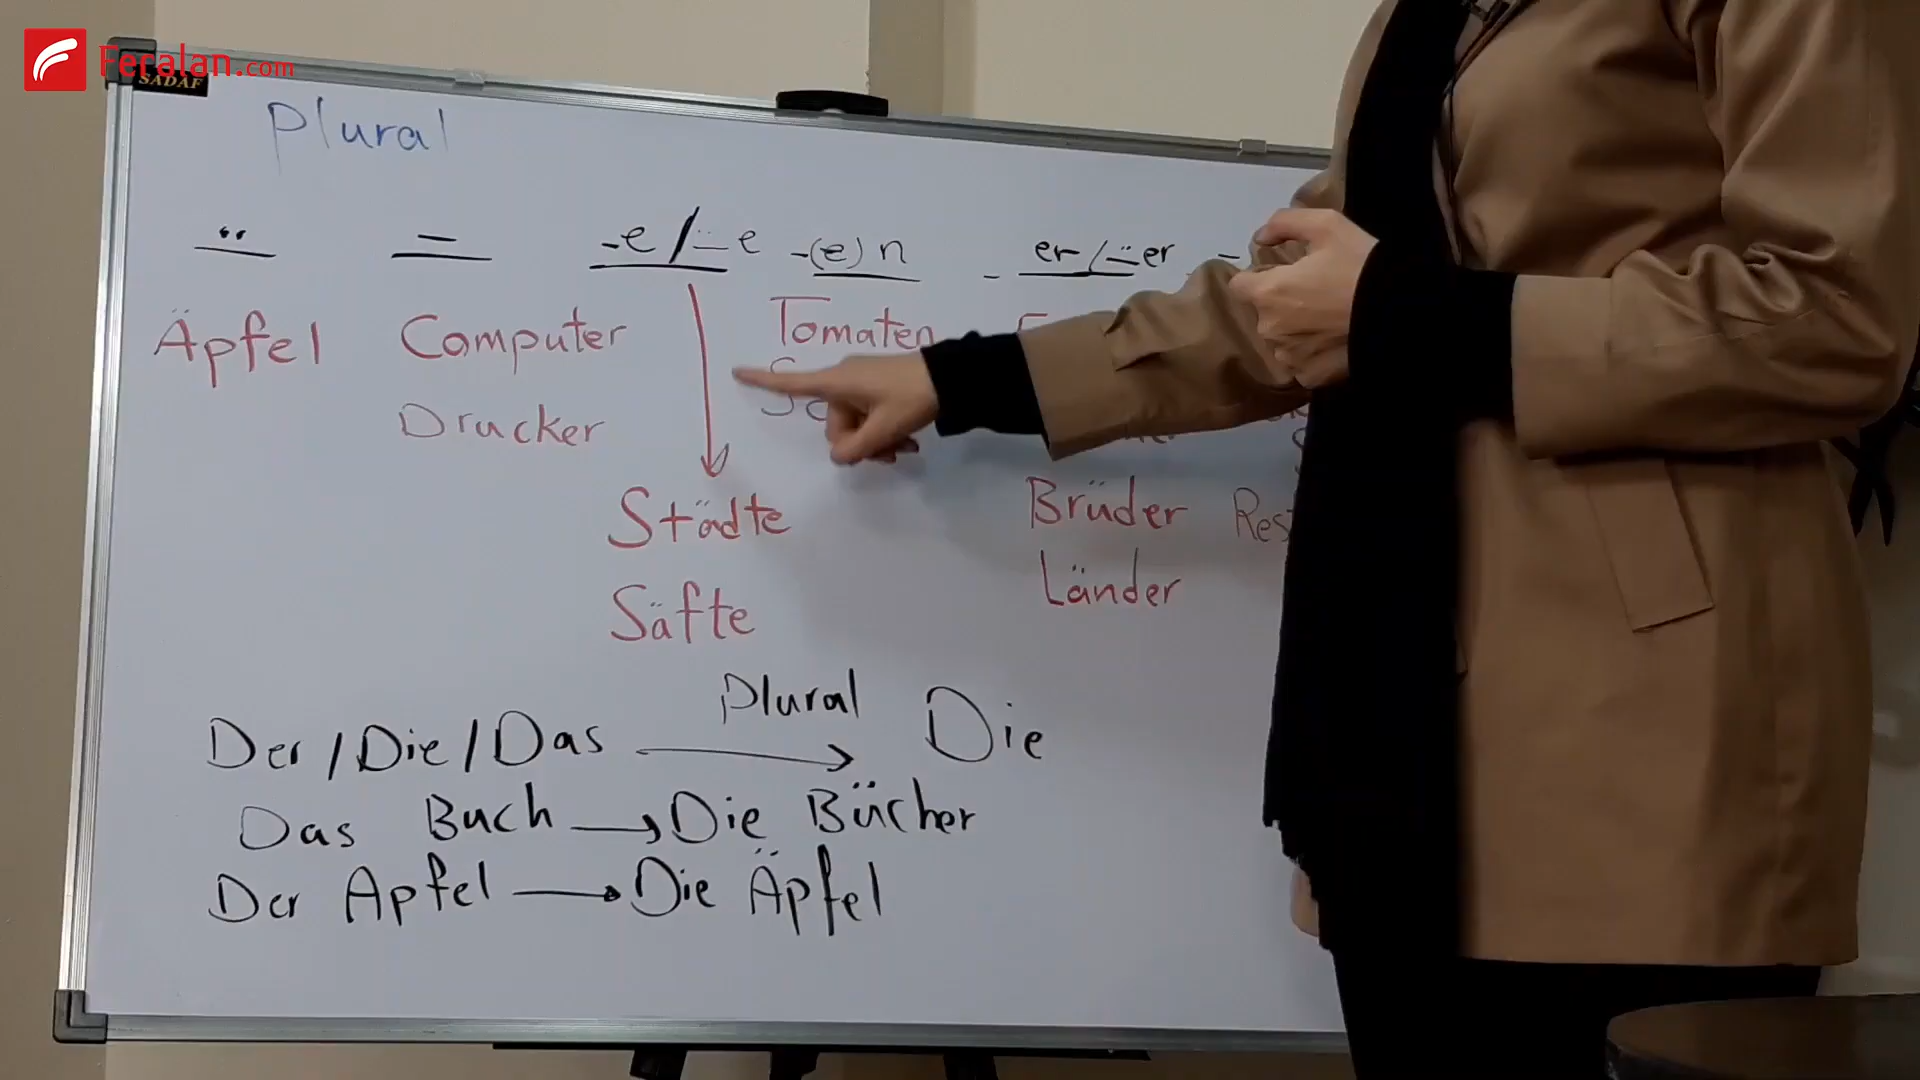 Feralan.com
SADAF
Plural
¨ – -e/-̈e -(e)n er/-̈er
Äpfel Computer Tomaten
Drucker
Städte Brüder
Säfte Länder
Plural
Der/Die/Das → Die
Das Buch → Die Bücher
Der Apfel → Die Äpfel